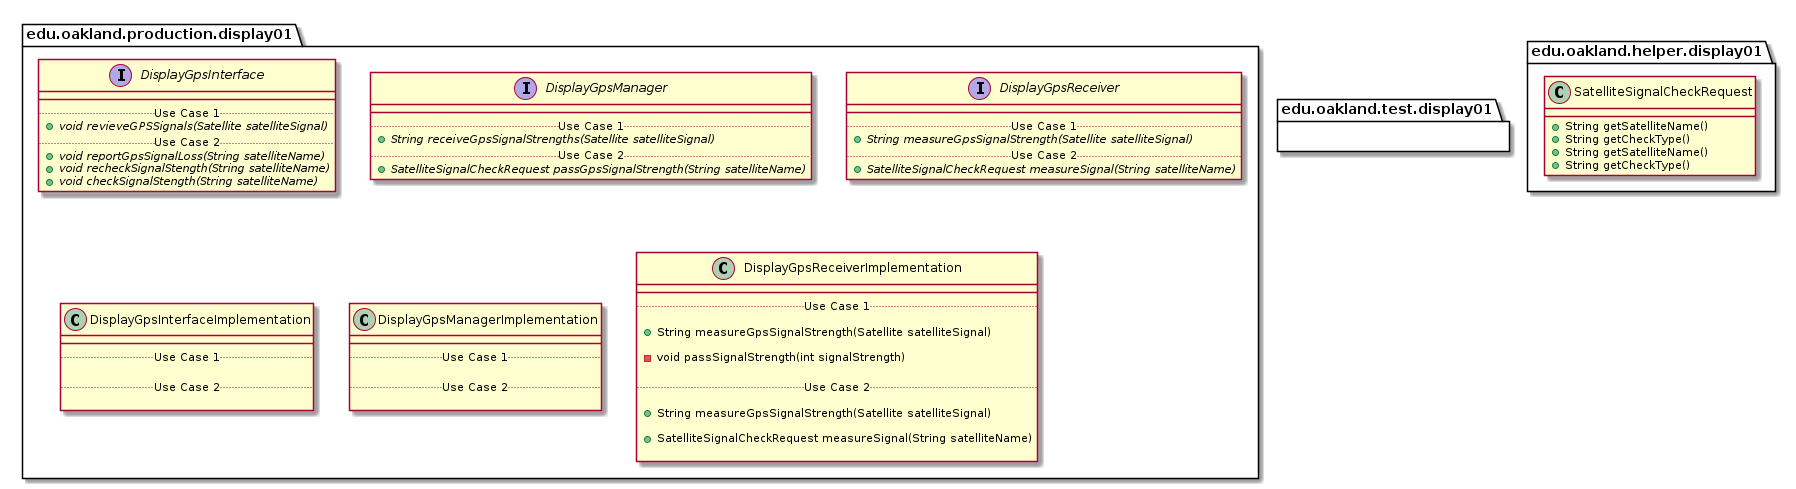 edu.oakland.production.display01
I DisplayGpsInterface
Use Case 1
void revieveGPSSignals(Satellite satelliteSignal)
Use Case 2
void reportGpsSignalLoss(String satelliteName)
void recheckSignalStength(String satelliteName)
void checkSignalStength(String satelliteName)
I DisplayGpsManager
Use Case 1
String receiveGpsSignalStrengths(Satellite satelliteSignal)
Use Case 2
SatelliteSignalCheckRequest passGpsSignalStrength(String satelliteName)
I DisplayGpsReceiver
Use Case 1
String measureGpsSignalStrength(Satellite satelliteSignal)
Use Case 2
SatelliteSignalCheckRequest measureSignal(String satelliteName)
C DisplayGpsInterfaceImplementation
Use Case 1
Use Case 2
C DisplayGpsManagerImplementation
Use Case 1
Use Case 2
C DisplayGpsReceiverImplementation
Use Case 1
String measureGpsSignalStrength(Satellite satelliteSignal)
void passSignalStrength(int signalStrength)
Use Case 2
String measureGpsSignalStrength(Satellite satelliteSignal)
SatelliteSignalCheckRequest measureSignal(String satelliteName)
edu.oakland.test.display01
edu.oakland.helper.display01
C SatelliteSignalCheckRequest
String getSatelliteName()
String getCheckType()
String getSatelliteName()
String getCheckType()